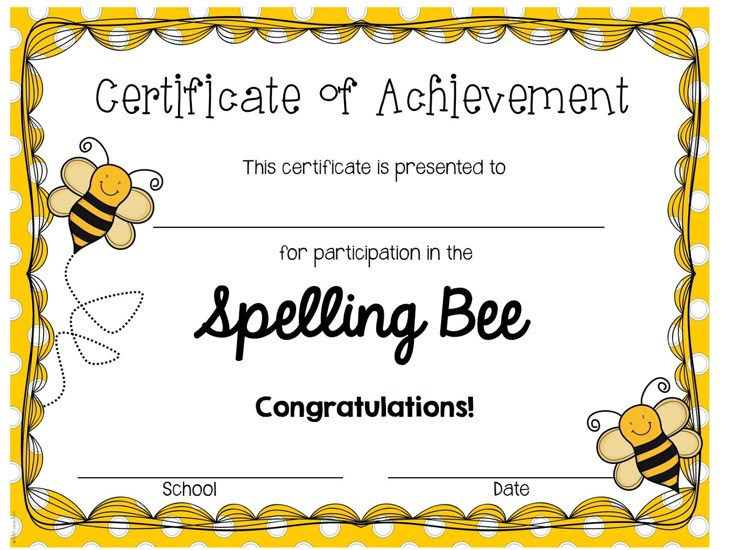 Certificate of Achievement
This certificate is presented to
for participation in the
Spelling Bee
Congratulations!
School Date